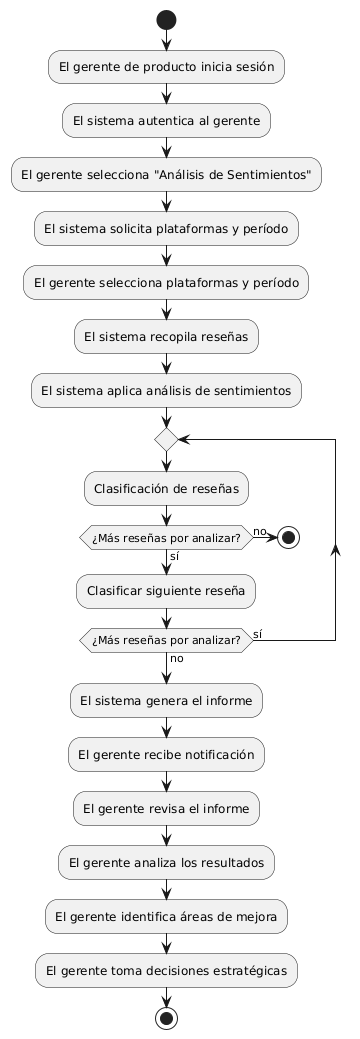 El gerente de producto inicia sesión
El sistema autentica al gerente
El gerente selecciona "Análisis de Sentimientos"
El sistema solicita plataformas y período
El gerente selecciona plataformas y período
El sistema recopila reseñas
El sistema aplica análisis de sentimientos
Clasificación de reseñas
¿Más reseñas por analizar?
no
sí
Clasificar siguiente reseña
¿Más reseñas por analizar?
sí
no
El sistema genera el informe
El gerente recibe notificación
El gerente revisa el informe
El gerente analiza los resultados
El gerente identifica áreas de mejora
El gerente toma decisiones estratégicas